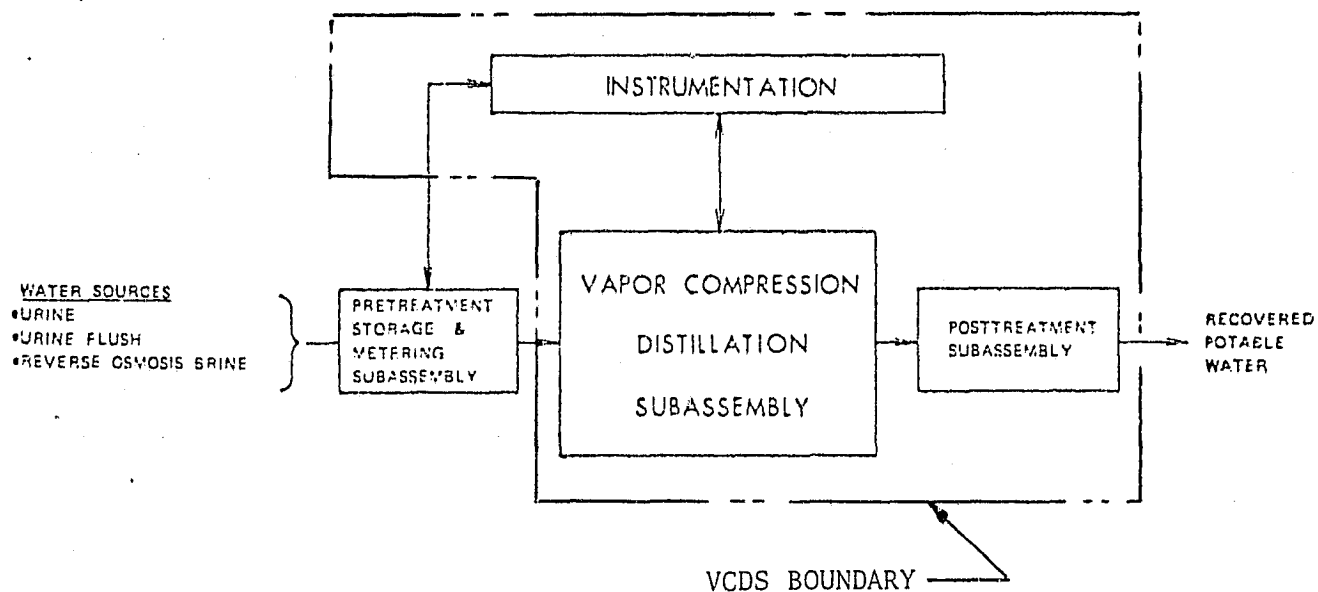 INSTRUMENTATION
WATER SOURCES
•URINE
•URINE FLUSH
•REVERSE OSMOSIS BRINE
PRETREATMENT
STORAGE &
METERING
SUBASSEMBLY
VAPOR COMPRESSION
DISTILLATION
SUBASSEMBLY
POSTTREATMENT
SUBASSEMBLY
RECOVERED
POTABLE
WATER
VCDS BOUNDARY